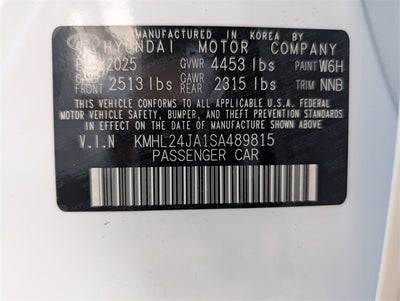 MANUFACTURED IN KOREA BY
HYUNDAI MOTOR COMPANY
2025 GVWR 4453 lbs PAINT W6H
FRONT 2513 lbs GAWR REAR 2315 lbs TRIM NNB
THIS VEHICLE CONFORMS TO ALL APPLICABLE U.S.A. FEDERAL
MOTOR VEHICLE SAFETY, BUMPER, AND THEFT PREVENTION STANDARDS
IN EFFECT ON THE DATE OF MANUFACTURE SHOWN ABOVE.
V.I.N KMHL24JA1SA489815
PASSENGER CAR